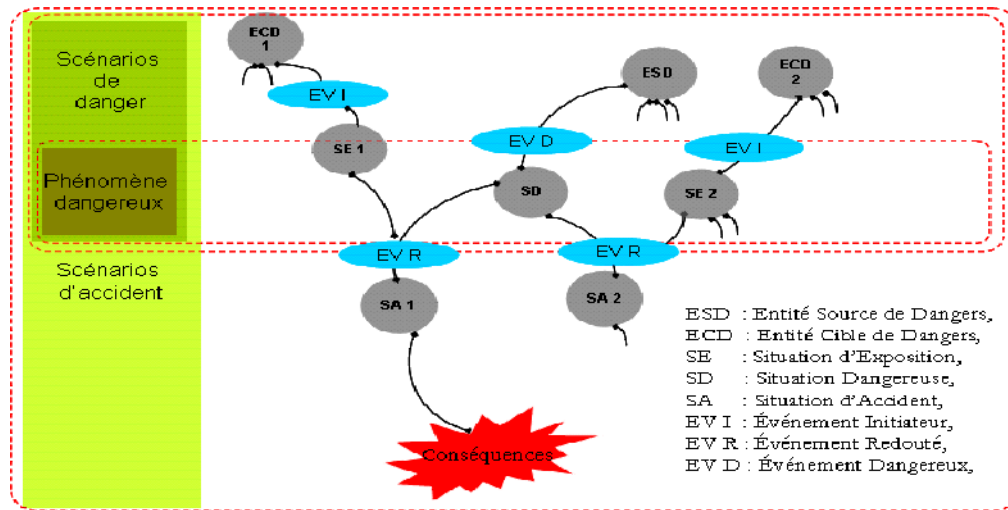 Scénarios
de
danger
Phénomène
dangereux
Scénarios
d'accident
ECD
1
EV I
SE 1
ESD
ECD
2
EV D
EV I
SD
SE 2
EV R
EV R
SA 1
SA 2
Conséquences
ESD : Entité Source de Dangers,
ECD : Entité Cible de Dangers,
SE : Situation d'Exposition,
SD : Situation Dangereuse,
SA : Situation d'Accident,
EV I : Événement Initiateur,
EV R : Événement Redouté,
EV D : Événement Dangereux,